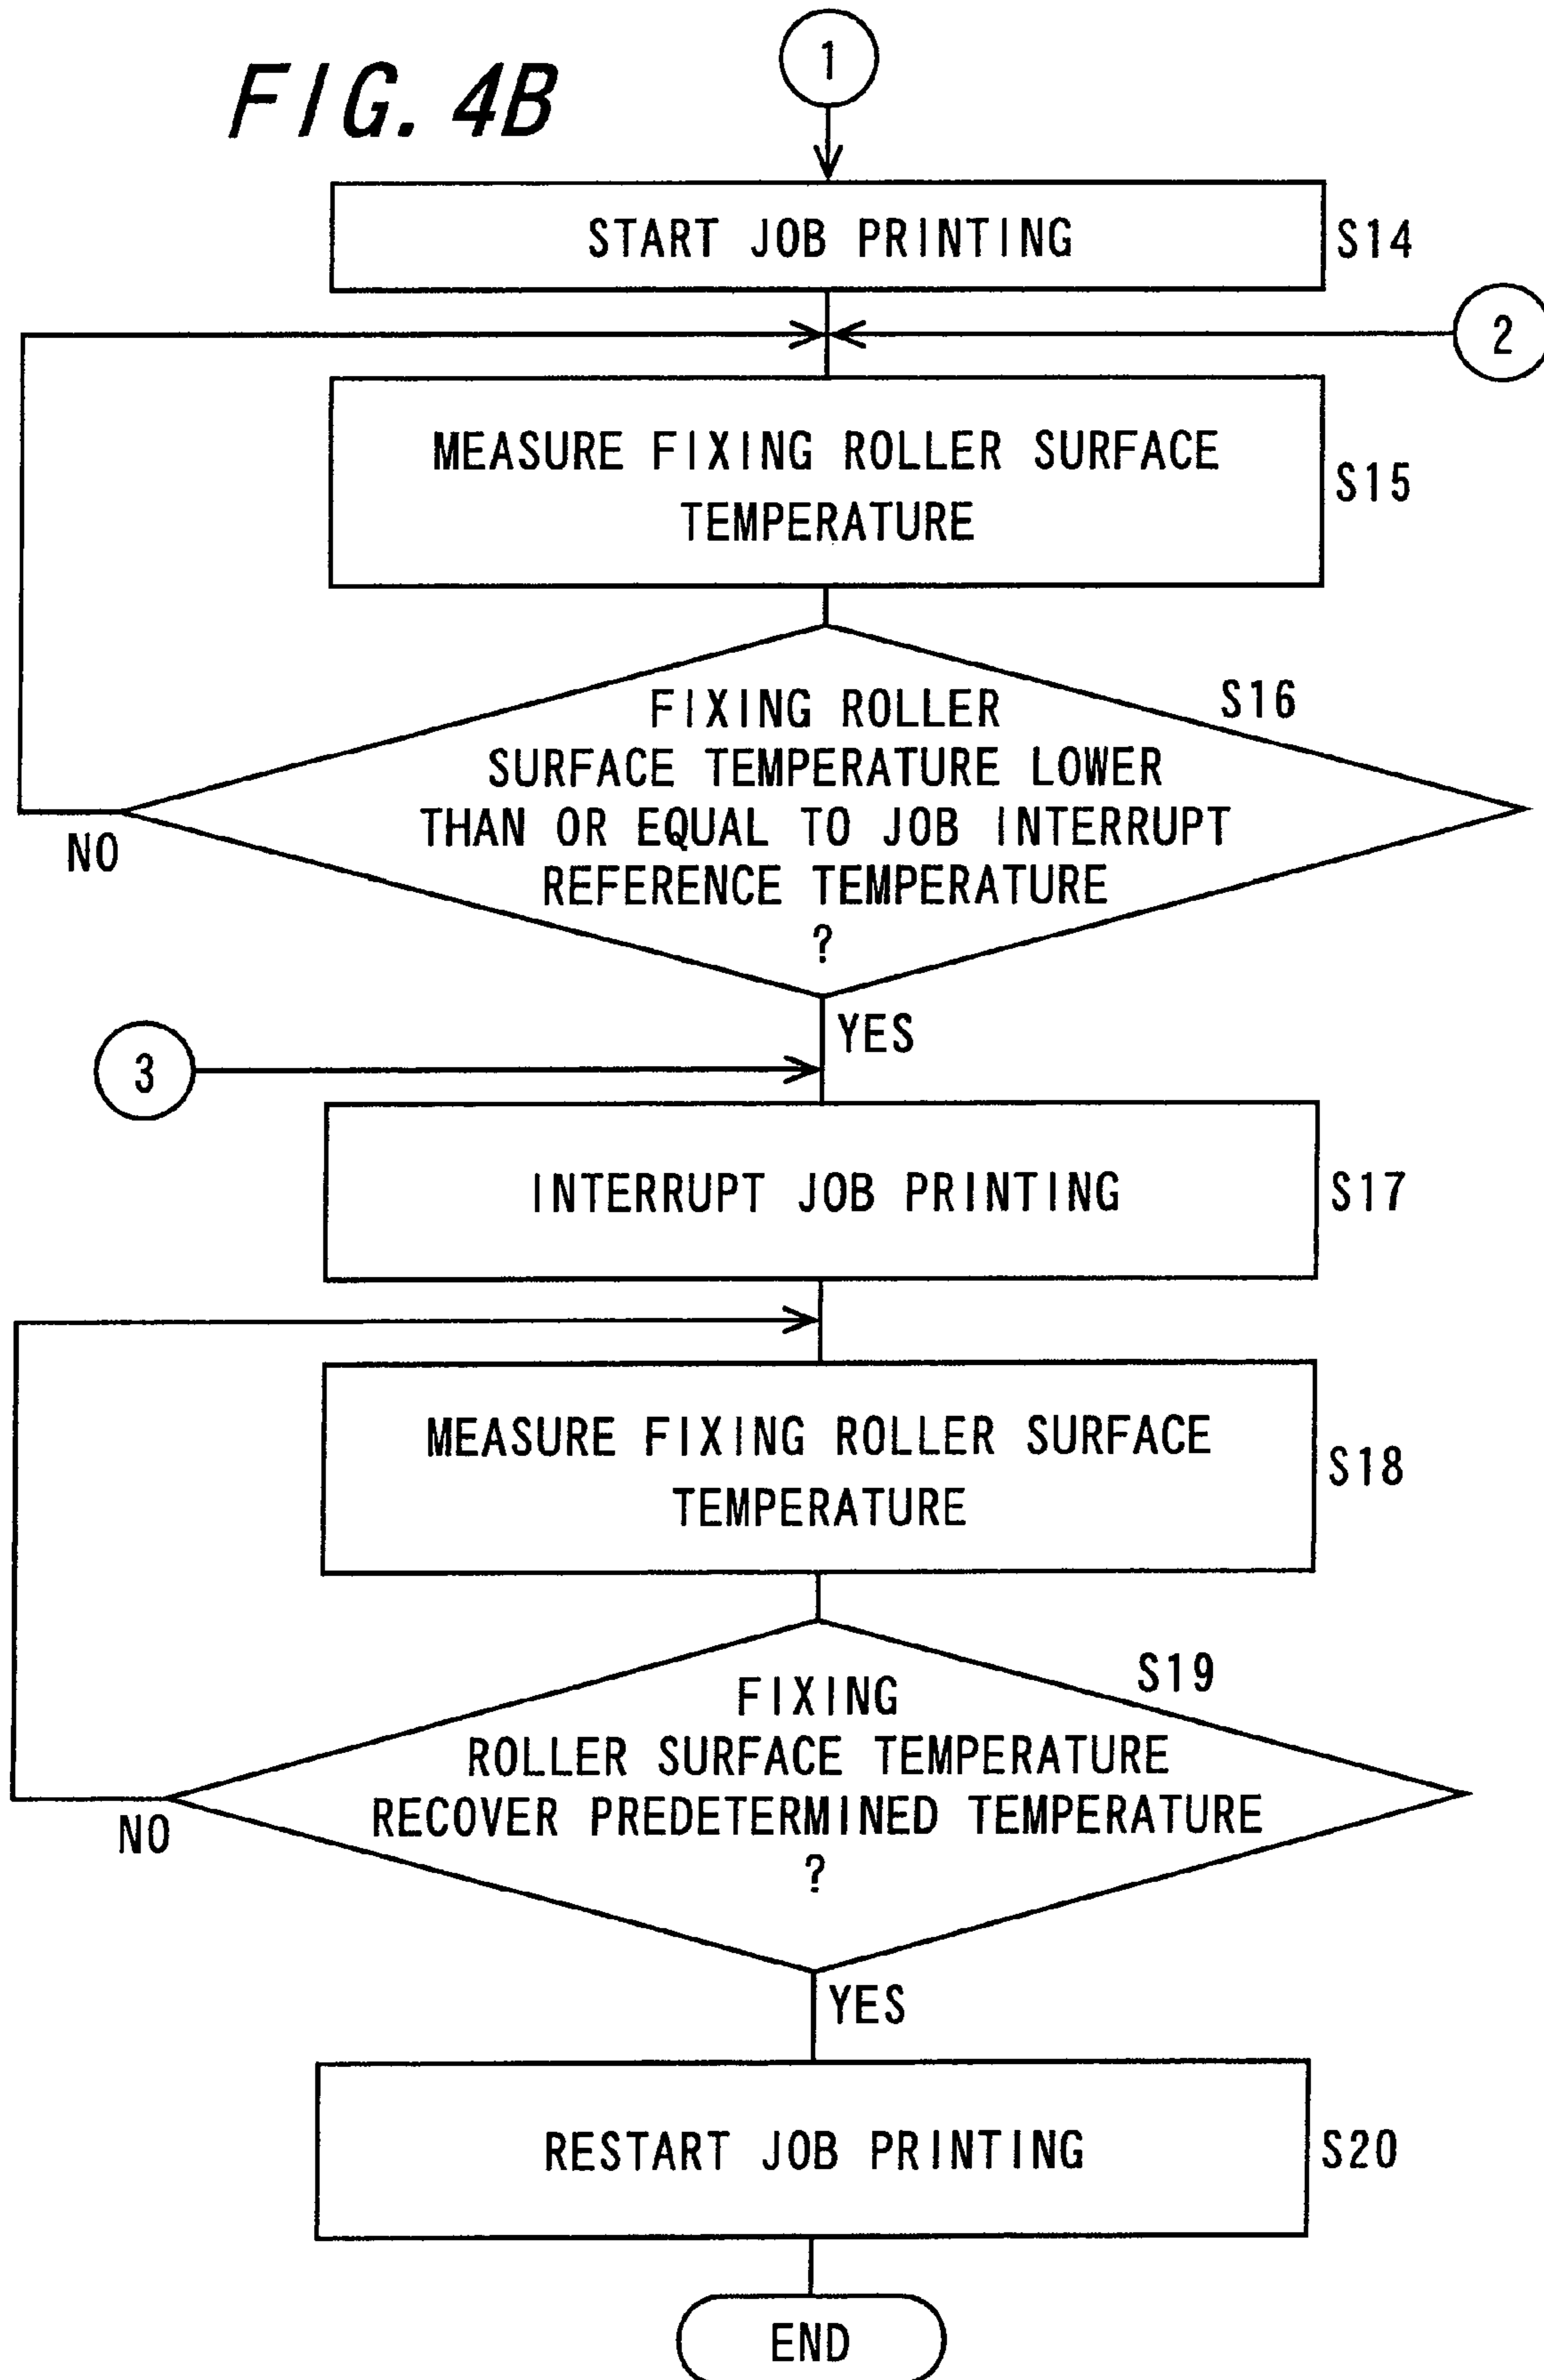 FIG. 4B
1
START JOB PRINTING
S14
2
MEASURE FIXING ROLLER SURFACE
TEMPERATURE
S15
S16
FIXING ROLLER
SURFACE TEMPERATURE LOWER
THAN OR EQUAL TO JOB INTERRUPT
REFERENCE TEMPERATURE
?
NO
YES
3
INTERRUPT JOB PRINTING
S17
MEASURE FIXING ROLLER SURFACE
TEMPERATURE
S18
S19
FIXING
ROLLER SURFACE TEMPERATURE
RECOVER PREDETERMINED TEMPERATURE
?
NO
YES
RESTART JOB PRINTING
S20
END